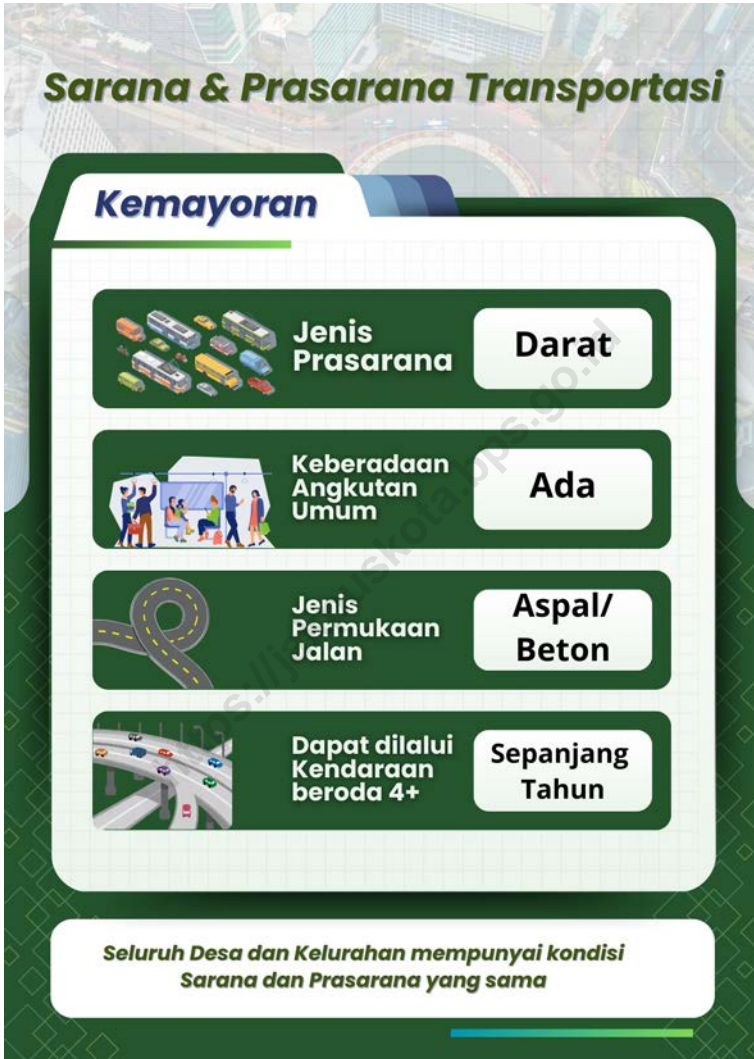 Sarana & Prasarana Transportasi
Kemayoran
Jenis
Prasarana
Darat
Keberadaan
Angkutan
Umum
Ada
Jenis
Permukaan
Jalan
Aspal/
Beton
Dapat dilalui
Kendaraan
beroda 4+
Sepanjang
Tahun
Seluruh Desa dan Kelurahan mempunyai kondisi
Sarana dan Prasarana yang sama